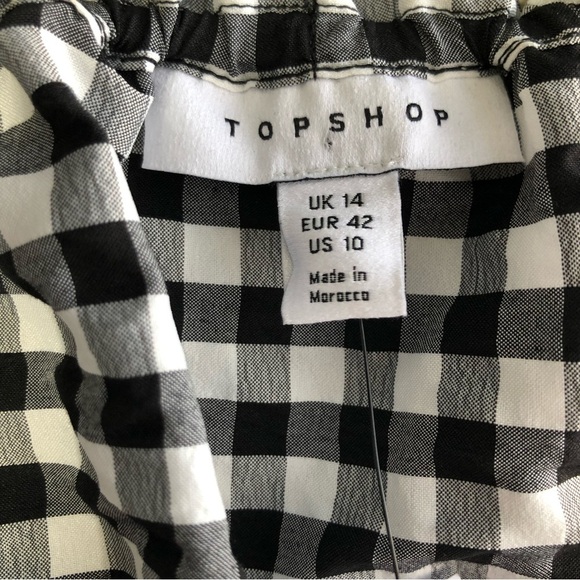 TOPSHOP
UK 14
EUR 42
US 10
Made in
Morocco